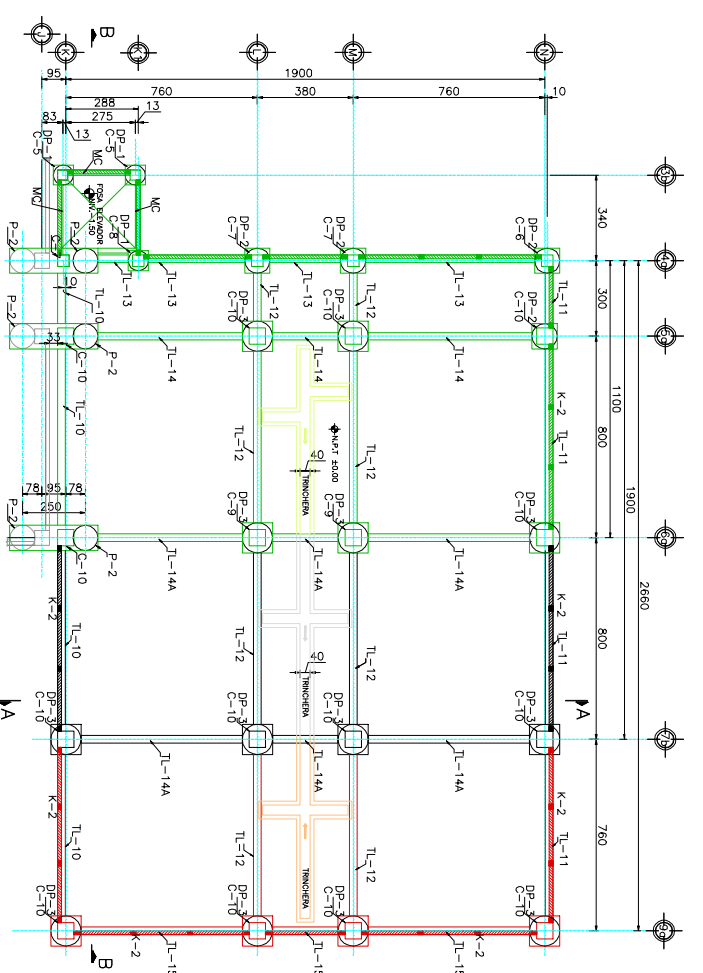 J
K
L
M
N
B
95
1900
760
380
760
10
288
275
13
83
13
DP-1
C-5
DP-1
C-5
MC
MC
MC
FOSA ELEVADOR
NIV.-1.50
C-8
P-2
P-2
TL-13
TL-13
DP-2
C-7
DP-2
C-7
TL-13
DP-2
C-6
340
4g
10
TL-10
TL-12
TL-12
TL-11
300
P-2
33
C-10
P-2
TL-14
DP-3
C-10
TL-14
DP-3
C-10
TL-14
DP-2
C-10
5g
TL-10
TL-12
N.P.T ±0.00
40
TRINCHERA
TL-12
K-2
TL-11
800
1100
78
95
78
250
P-2
C-10
P-2
TL-14A
DP-3
C-9
DP-3
C-9
TL-14A
TL-14A
DP-3
C-10
6g
1900
2660
K-2
TL-10
TL-12
40
TRINCHERA
TL-12
K-2
TL-11
800
A
A
DP-3
C-10
TL-14A
DP-3
C-10
TL-14A
DP-3
C-10
TL-14A
DP-3
C-10
K-2
TL-10
TL-12
TRINCHERA
TL-12
K-2
TL-11
760
DP-3
C-10
DP-3
C-10
DP-3
C-10
DP-3
C-10
K-2
TL-15
TL-15
K-2
TL-15
B